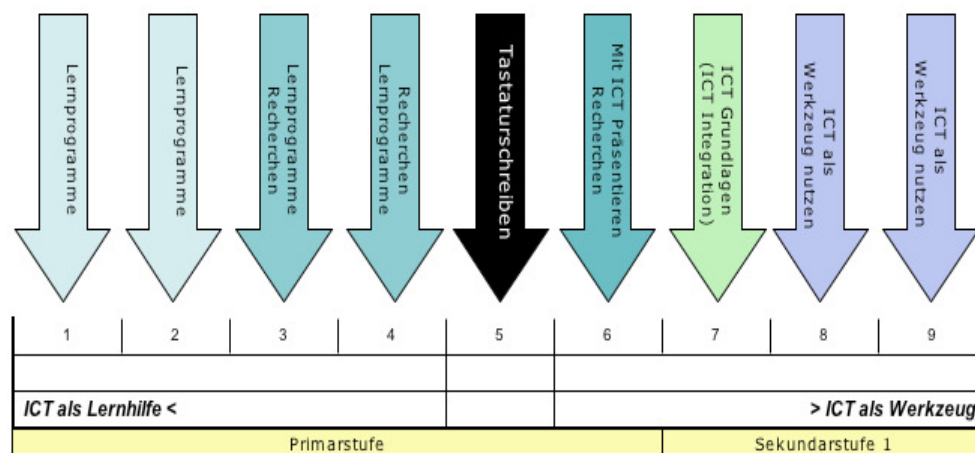 Lernprogramme
Lernprogramme
Lernprogramme
Recherchen
Recherchen
Lernprogramme
Tastaturschreiben
Mit ICT Präsentieren
Recherchen
ICT Grundlagen
(ICT Integration)
ICT als
Werkzeug nutzen
ICT als
Werkzeug nutzen
1 2 3 4 5 6 7 8 9
ICT als Lernhilfe < > ICT als Werkzeug
Primarstufe Sekundarstufe 1